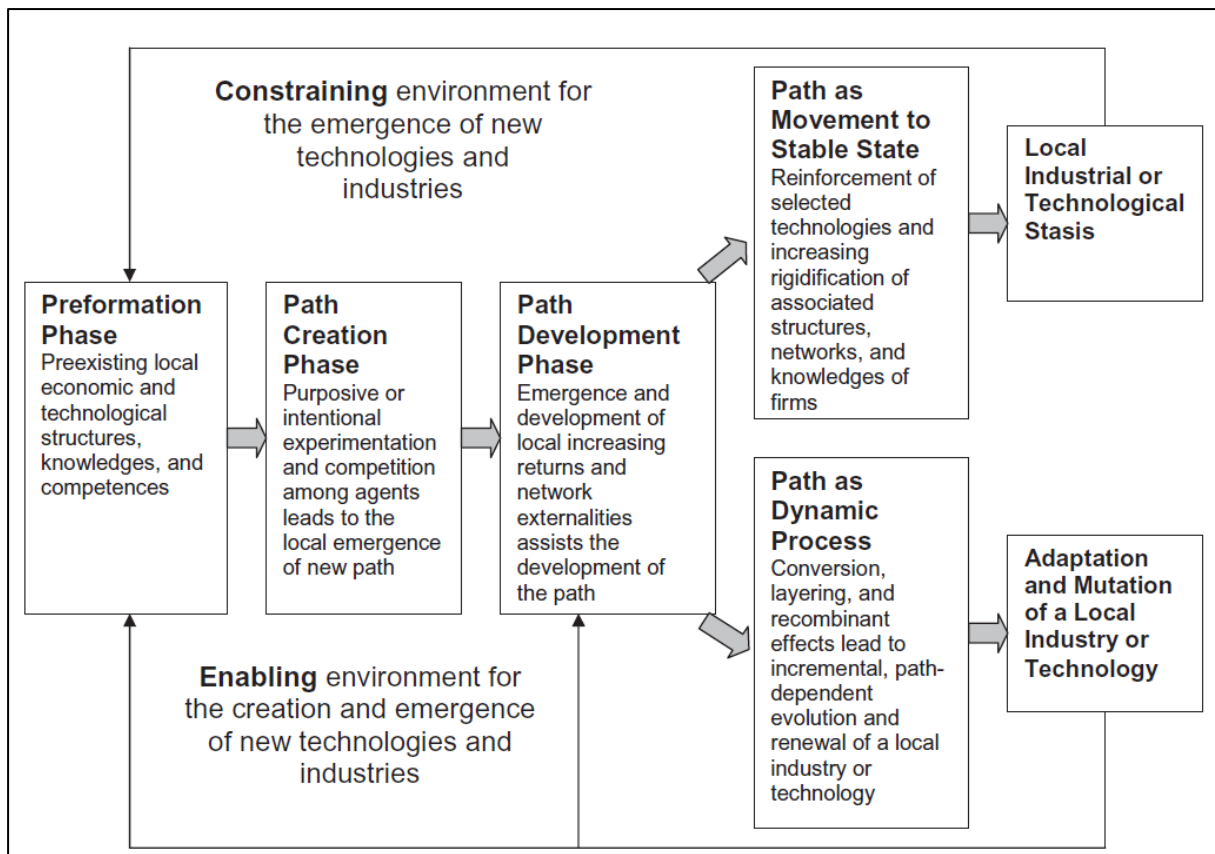 Constraining environment for
the emergence of new
technologies and
industries
Preformation
Phase
Preexisting local
economic and
technological
structures,
knowledges, and
competences
Path
Creation
Phase
Purposive or
intentional
experimentation
and competition
among agents
leads to the
local emergence
of new path
Path
Development
Phase
Emergence and
development of
local increasing
returns and
network
externalities
assists the
development of
the path
Path as
Movement to
Stable State
Reinforcement of
selected
technologies and
increasing
rigidification of
associated
structures,
networks, and
knowledges of
firms
Local
Industrial or
Technological
Stasis
Path as
Dynamic
Process
Conversion,
layering, and
recombinant
effects lead to
incremental, path-
dependent
evolution and
renewal of a local
industry or
technology
Adaptation
and Mutation
of a Local
Industry or
Technology
Enabling environment for
the creation and emergence
of new technologies and
industries